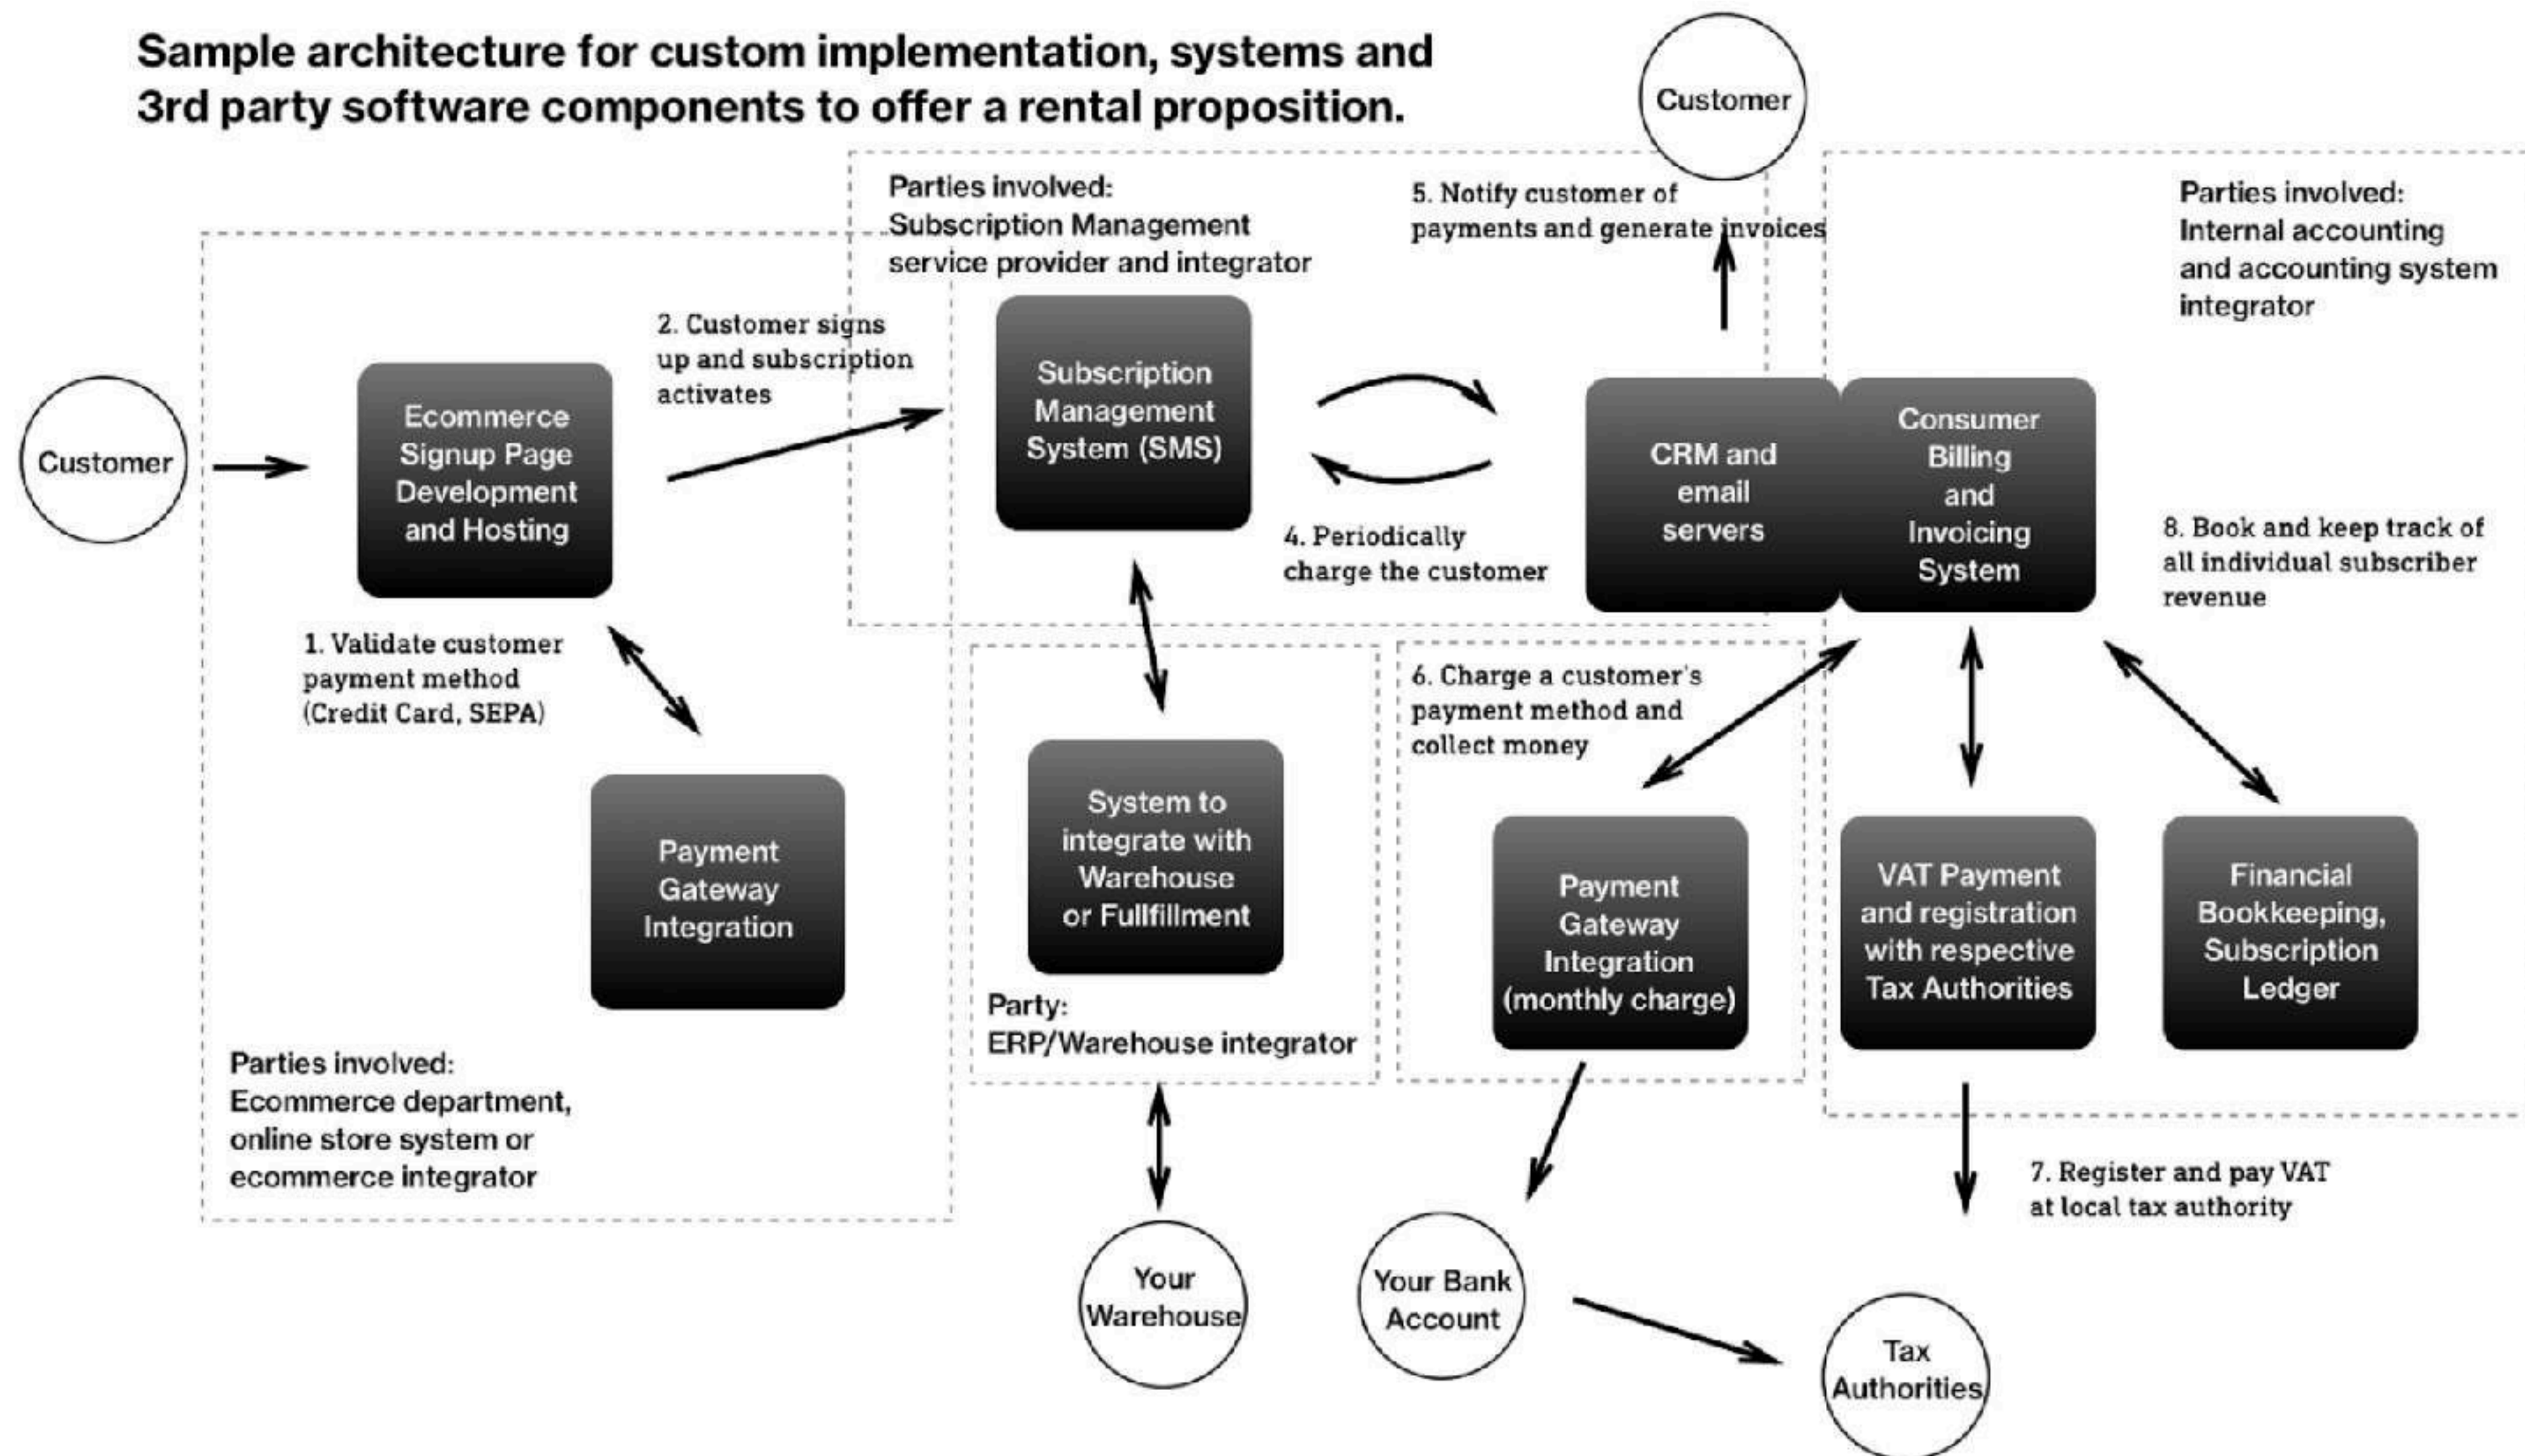 Sample architecture for custom implementation, systems and
3rd party software components to offer a rental proposition.
Customer
Parties involved:
Subscription Management
service provider and integrator
5. Notify customer of
payments and generate invoices
Parties involved:
Internal accounting
and accounting system
integrator
Customer
Ecommerce
Signup Page
Development
and Hosting
2. Customer signs
up and subscription
activates
Subscription
Management
System (SMS)
4. Periodically
charge the customer
CRM and
email
servers
Consumer
Billing
and
Invoicing
System
8. Book and keep track of
all individual subscriber
revenue
1. Validate customer
payment method
(Credit Card, SEPA)
Payment
Gateway
Integration
System to
integrate with
Warehouse
or Fullfillment
Party:
ERP/Warehouse integrator
6. Charge a customer's
payment method and
collect money
Payment
Gateway
Integration
(monthly charge)
VAT Payment
and registration
with respective
Tax Authorities
Financial
Bookkeeping,
Subscription
Ledger
Parties involved:
Ecommerce department,
online store system or
ecommerce integrator
7. Register and pay VAT
at local tax authority
Your
Warehouse
Your Bank
Account
Tax
Authorities